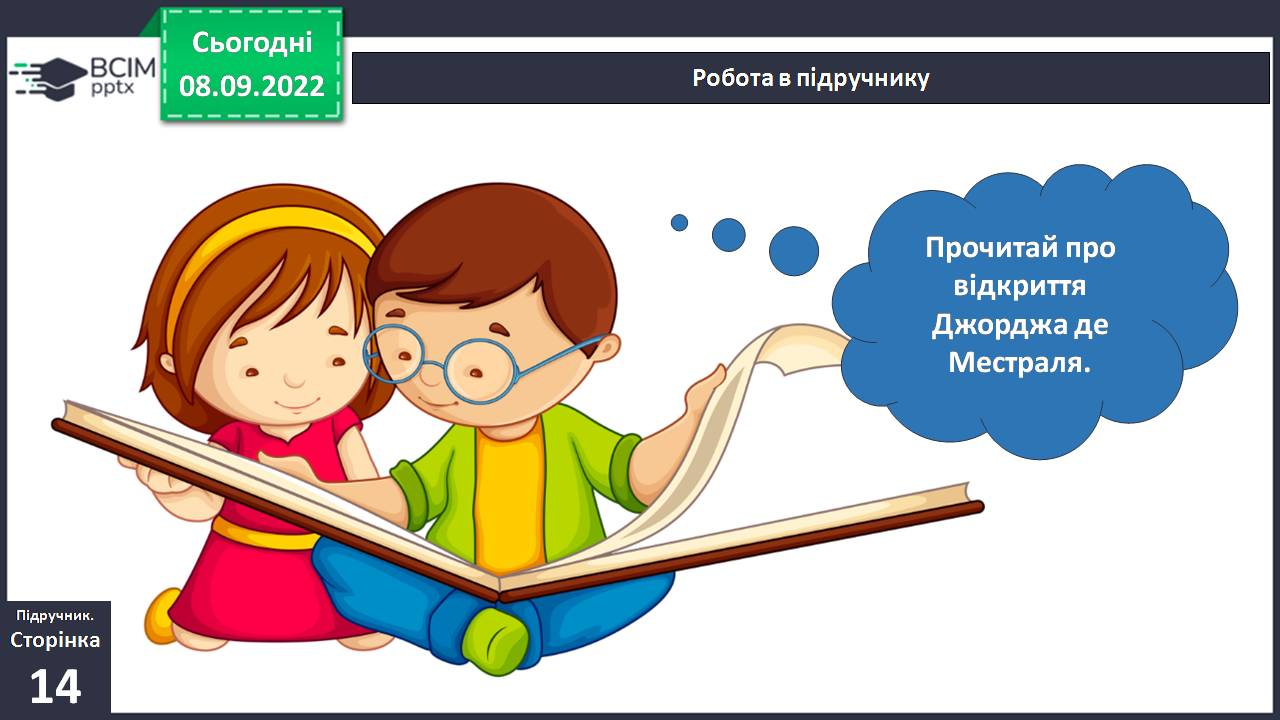 Сьогодні
08.09.2022
ВСІМ
pptx
Робота в підручнику
Прочитай про
відкриття
Джорджа де
Местраля.
Підручник.
Сторінка
14